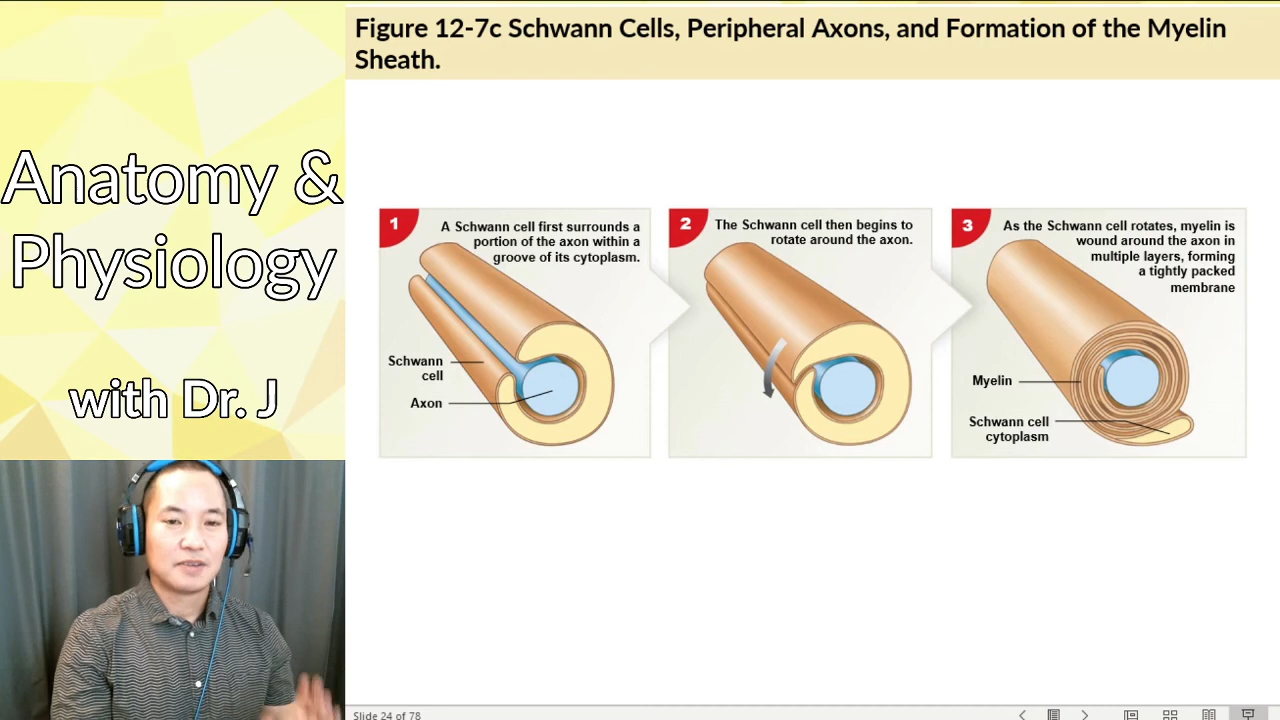 Figure 12-7c Schwann Cells, Peripheral Axons, and Formation of the Myelin
Sheath.
Anatomy &
Physiology
with Dr. J
1
A Schwann cell first surrounds a
portion of the axon within a
groove of its cytoplasm.
Schwann
cell
Axon
2
The Schwann cell then begins to
rotate around the axon.
3
As the Schwann cell rotates, myelin is
wound around the axon in
multiple layers, forming
a tightly packed
membrane
Myelin
Schwann cell
cytoplasm
Slide 24 of 78